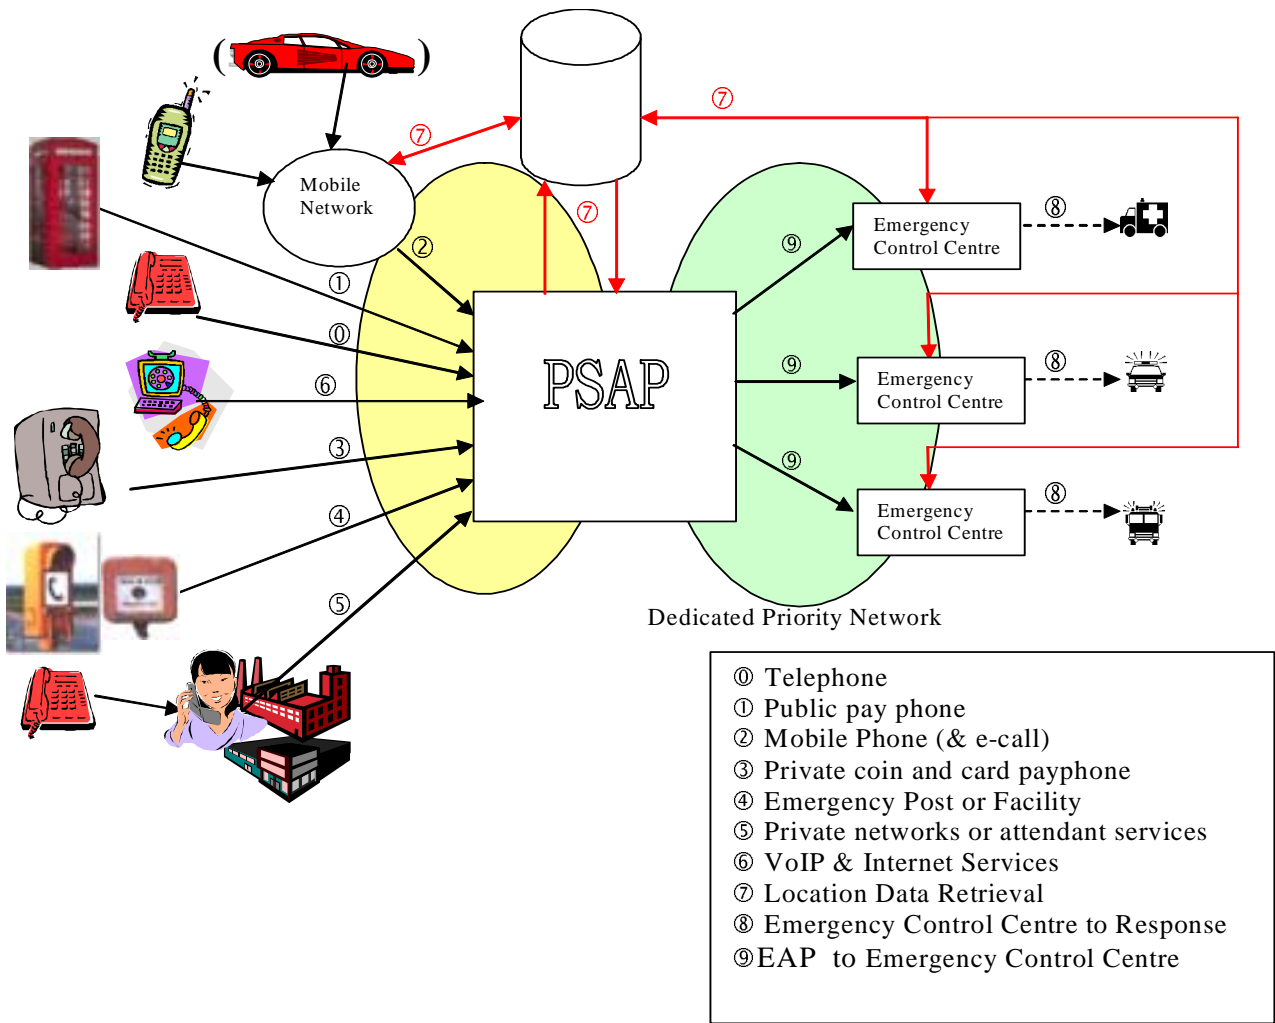 ( )
⑦
⑦
Mobile
Network
⑦
②
①
⓪
⑥
③
④
⑤
PSAP
⑨
⑨
⑨
Emergency
Control Centre
⑧
Emergency
Control Centre
⑧
Emergency
Control Centre
⑧
Dedicated Priority Network
⓪ Telephone
① Public pay phone
② Mobile Phone (& e-call)
③ Private coin and card payphone
④ Emergency Post or Facility
⑤ Private networks or attendant services
⑥ VoIP & Internet Services
⑦ Location Data Retrieval
⑧ Emergency Control Centre to Response
⑨EAP to Emergency Control Centre